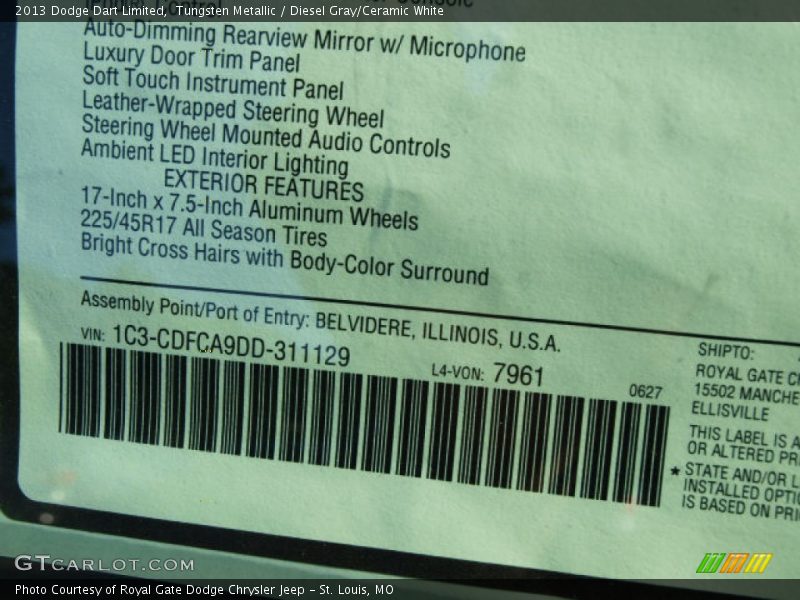 2013 Dodge Dart Limited, Tungsten Metallic / Diesel Gray/Ceramic White
Auto-Dimming Rearview Mirror w/ Microphone
Luxury Door Trim Panel
Soft Touch Instrument Panel
Leather-Wrapped Steering Wheel
Steering Wheel Mounted Audio Controls
Ambient LED Interior Lighting
EXTERIOR FEATURES
17-Inch x 7.5-Inch Aluminum Wheels
225/45R17 All Season Tires
Bright Cross Hairs with Body-Color Surround
Assembly Point/Port of Entry: BELVIDERE, ILLINOIS, U.S.A.
VIN: 1C3-CDFCA9DD-311129
L4-VON: 7961
0627
SHIPTO:
ROYAL GATE
15502 MANCHE
ELLISVILLE
THIS LABEL IS
OR ALTERED
* STATE AND/OR
INSTALLED
IS BASED ON
GTCARLOT.COM
Photo Courtesy of Royal Gate Dodge Chrysler Jeep – St. Louis, MO